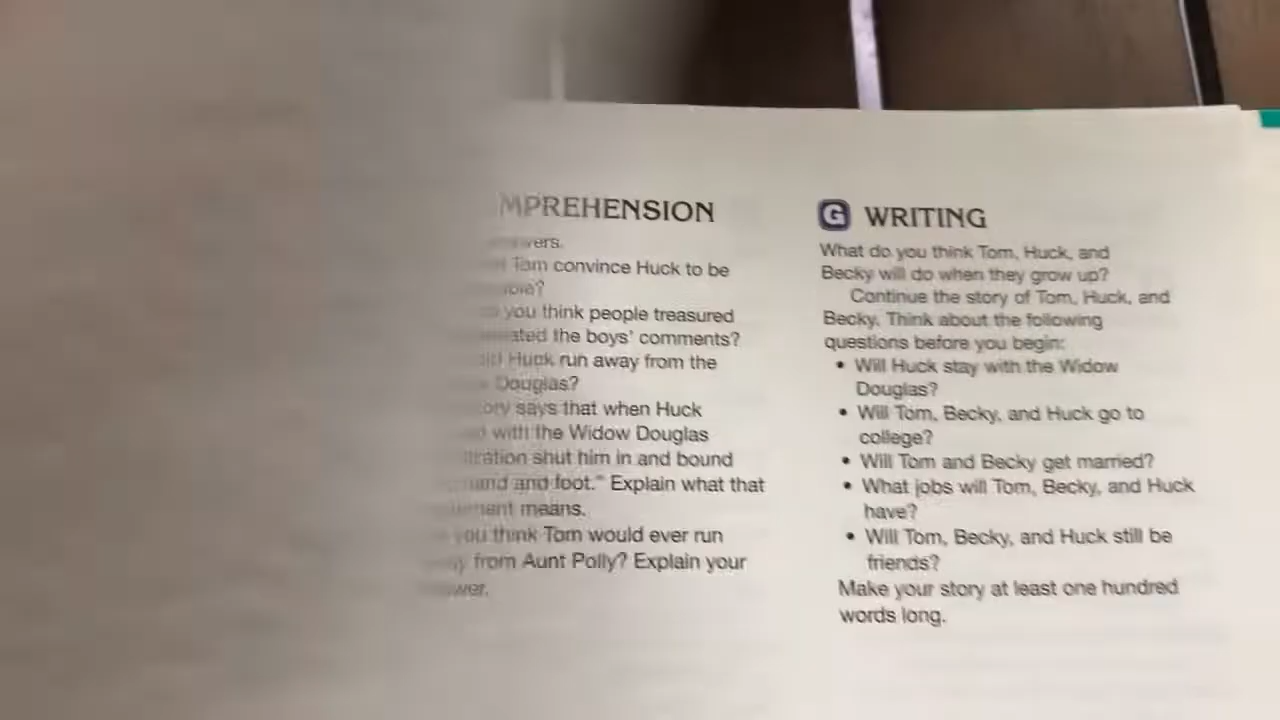 MPREHENSION
Tom convince Huck to be
you think people treasured
the boys' comments?
Huck run away from the
Douglas?
says that when Huck
with the Widow Douglas
shut him in and bound
and foot." Explain what that
means.
you think Tom would ever run
from Aunt Polly? Explain your
G WRITING
What do you think Tom, Huck, and
Becky will do when they grow up?
Continue the story of Tom, Huck, and
Becky. Think about the following
questions before you begin:
• Will Huck stay with the Widow
Douglas?
• Will Tom, Becky, and Huck go to
college?
• Will Tom and Becky get married?
• What jobs will Tom, Becky, and Huck
have?
• Will Tom, Becky, and Huck still be
friends?
Make your story at least one hundred
words long.